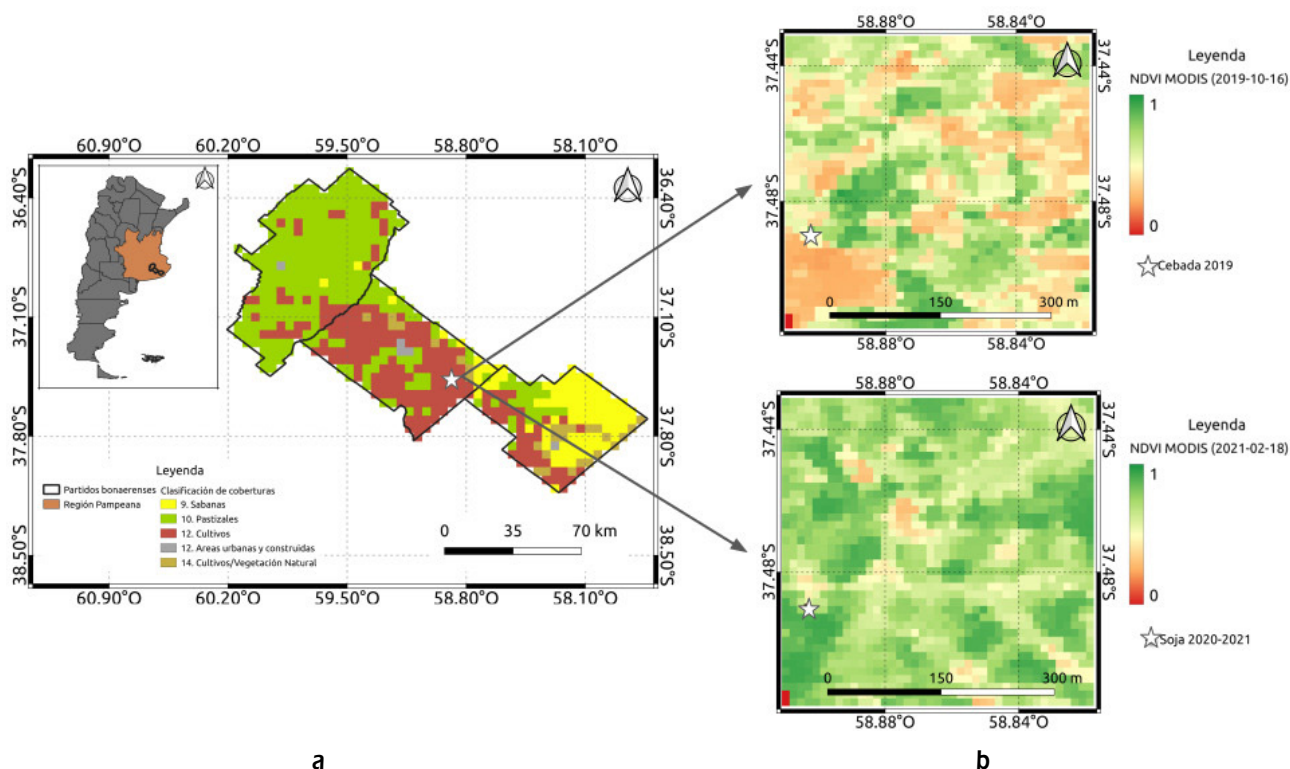 60.90°O 60.20°O 59.50°O 58.80°O 58.10°O
36.40°S 36.40°S
37.10°S 37.10°S
37.80°S 37.80°S
38.50°S 38.50°S
Leyenda
Partidos bonaerenses
Región Pampeana
Clasificación de coberturas
9. Sabanas
10. Pastizales
12. Cultivos
12. Areas urbanas y construidas
14. Cultivos/Vegetación Natural
0 35 70 km
60.90°O 60.20°O 59.50°O 58.80°O 58.10°O
a
58.88°O 58.84°O
37.44°S 37.44°S
37.48°S 37.48°S
0 150 300 m
58.88°O 58.84°O
Leyenda
NDVI MODIS (2019-10-16)
1
0
Cebada 2019
58.88°O 58.84°O
37.44°S 37.44°S
37.48°S 37.48°S
0 150 300 m
58.88°O 58.84°O
Leyenda
NDVI MODIS (2021-02-18)
1
0
Soja 2020-2021
b